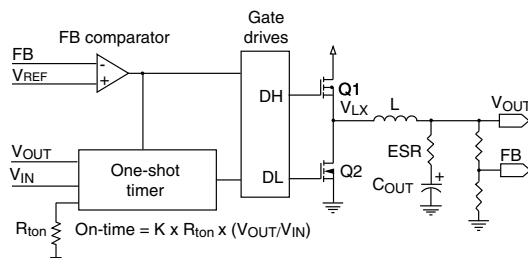 Gate
drives
FB comparator
FB
VREF
-
+
DH
Q1
VLX
L
VOUT
ESR
FB
VOUT
VIN
One-shot
timer
DL
Q2
COUT
+
Rton
On-time = K x Rton x (VOUT/VIN)